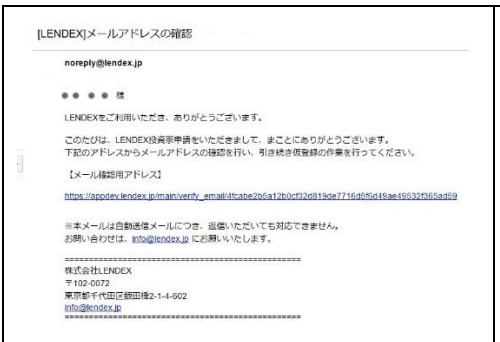 [LENDEX]メールアドレスの確認
noreply@lendex.jp
●● ●● 様
LENDEXをご利用いただき、ありがとうございます。
このたびは、LENDEX投資家申請をいただきまして、まことにありがとうございます。
下記のアドレスからメールアドレスの確認を行い、引き続き仮登録の作業を行ってください。
【メール確認用アドレス】
https://appdev.lendex.jp/main/verify_email/4fcabe2b5a12b0cf32d819de7716d5f6d49ae49532f365ad59
※本メールは自動送信メールにつき、返信いただいても対応できません。
お問い合わせは、info@lendex.jp にお願いいたします。
==================================================
株式会社LENDEX
〒102-0072
東京都千代田区飯田橋2-1-4-602
info@lendex.jp
==================================================